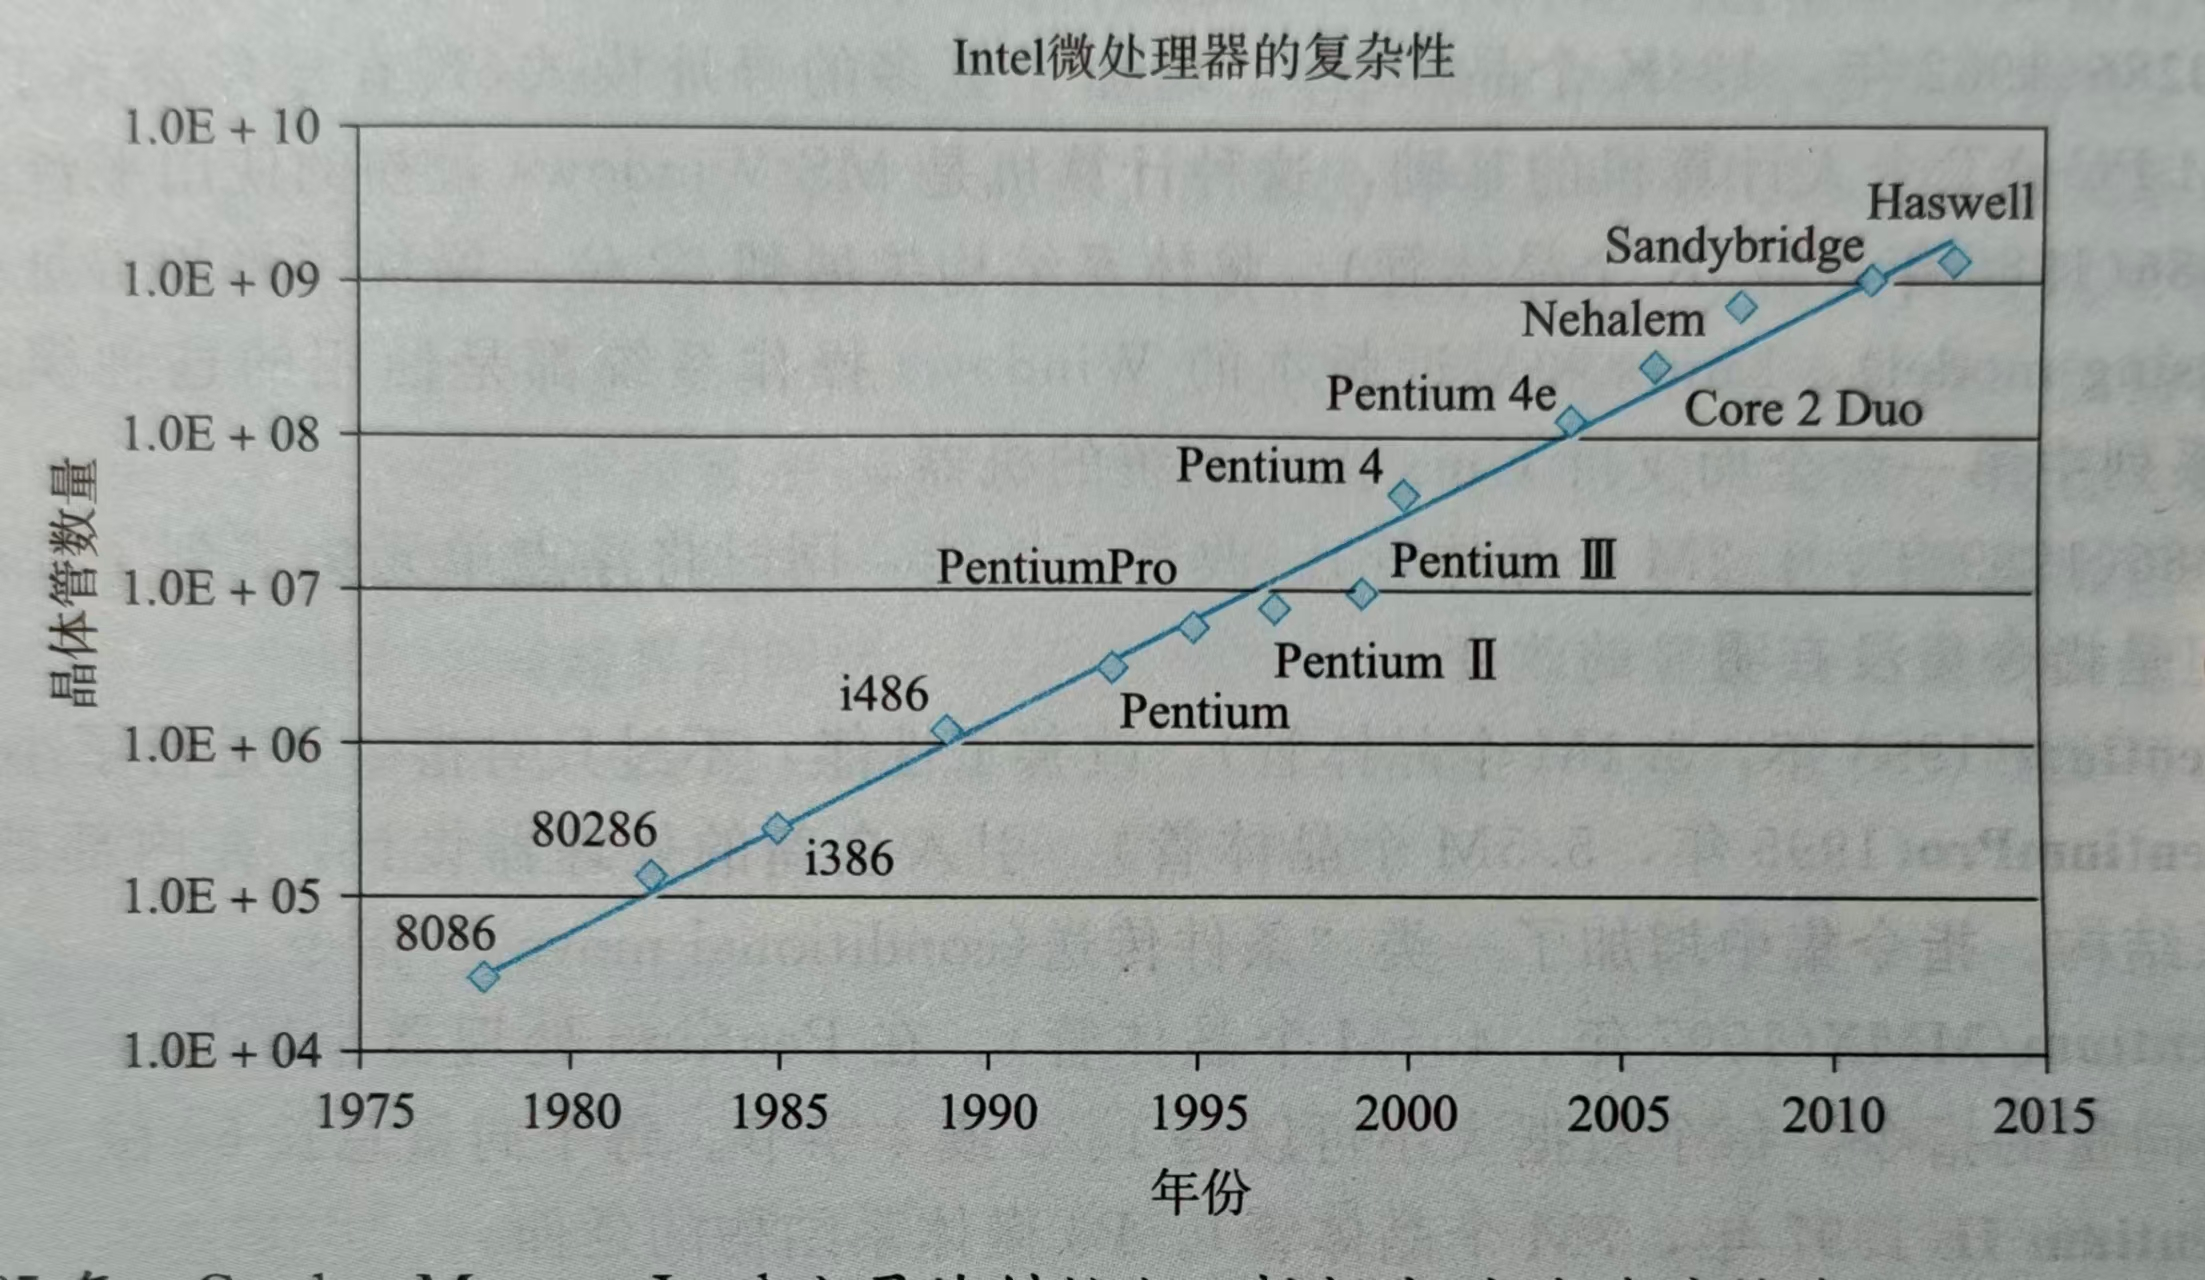 Intel微处理器的复杂性
1.0E + 10
Haswell
Sandybridge
1.0E + 09
Nehalem
Pentium 4e
Core 2 Duo
1.0E + 08
Pentium 4
PentiumPro
Pentium Ⅲ
1.0E + 07
Pentium Ⅱ
i486
Pentium
1.0E + 06
80286
i386
1.0E + 05
8086
1.0E + 04
晶体管数量
1975 1980 1985 1990 1995 2000 2005 2010 2015
年份